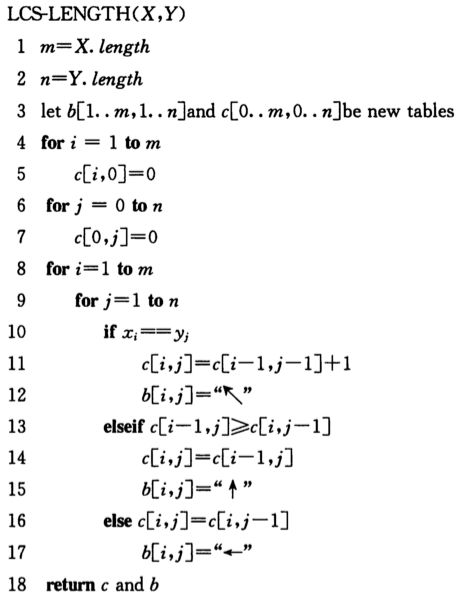 LCS-LENGTH(X,Y)
1 m=X. length
2 n=Y. length
3 let b[1..m,1..n]and c[0..m,0..n]be new tables
4 for i = 1 to m
5 c[i,0]=0
6 for j = 0 to n
7 c[0,j]=0
8 for i=1 to m
9 for j=1 to n
10 if xᵢ==yⱼ
11 c[i,j]=c[i-1,j-1]+1
12 b[i,j]=“↖”
13 elseif c[i-1,j]⩾c[i,j-1]
14 c[i,j]=c[i-1,j]
15 b[i,j]=“↑”
16 else c[i,j]=c[i,j-1]
17 b[i,j]=“←”
18 return c and b